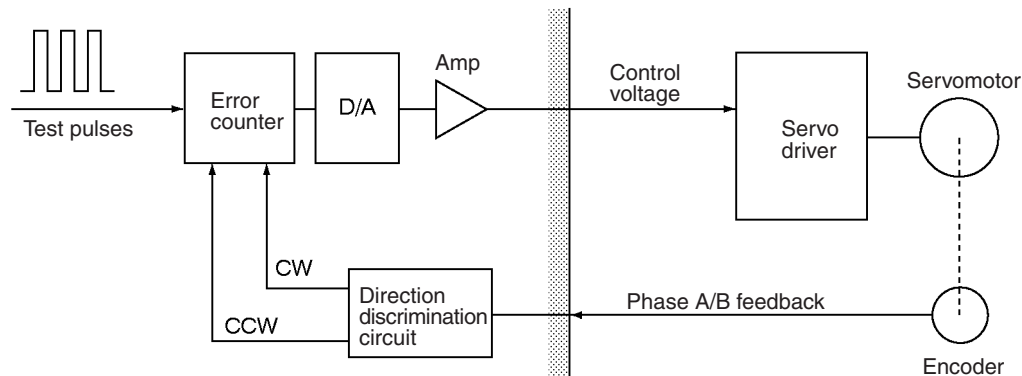 Test pulses
Error
counter
D/A
Amp
Control
voltage
Servo
driver
Servomotor
CW
CCW
Direction
discrimination
circuit
Phase A/B feedback
Encoder